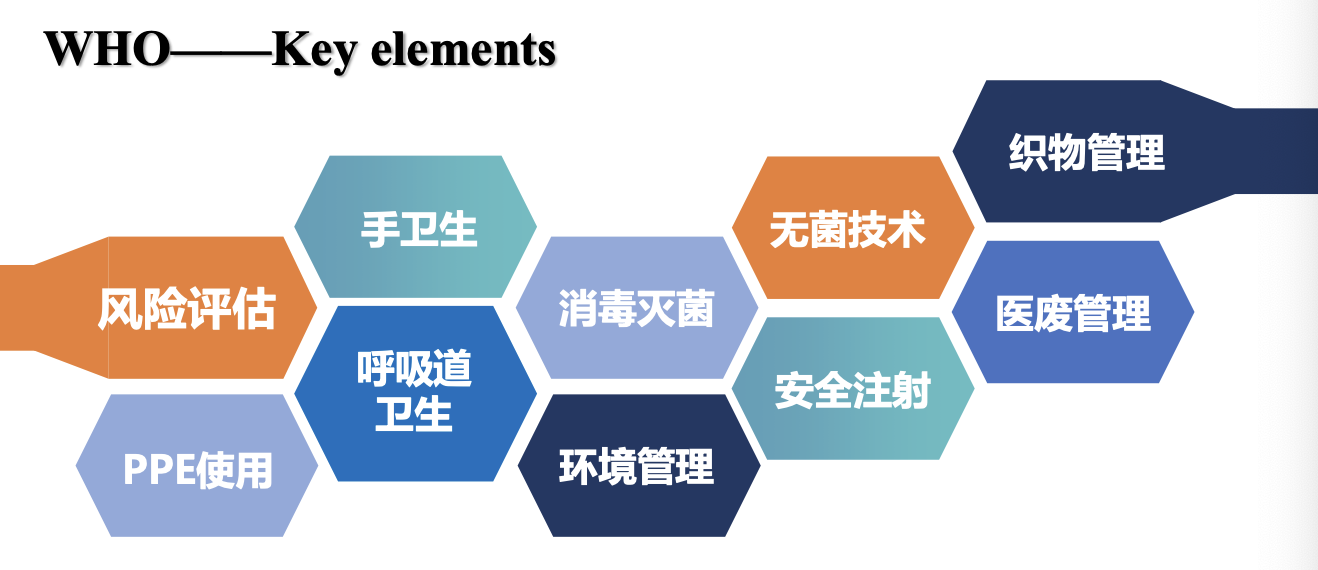 WHO——Key elements
风险评估
PPE使用
手卫生
呼吸道
卫生
消毒灭菌
环境管理
无菌技术
安全注射
织物管理
医废管理